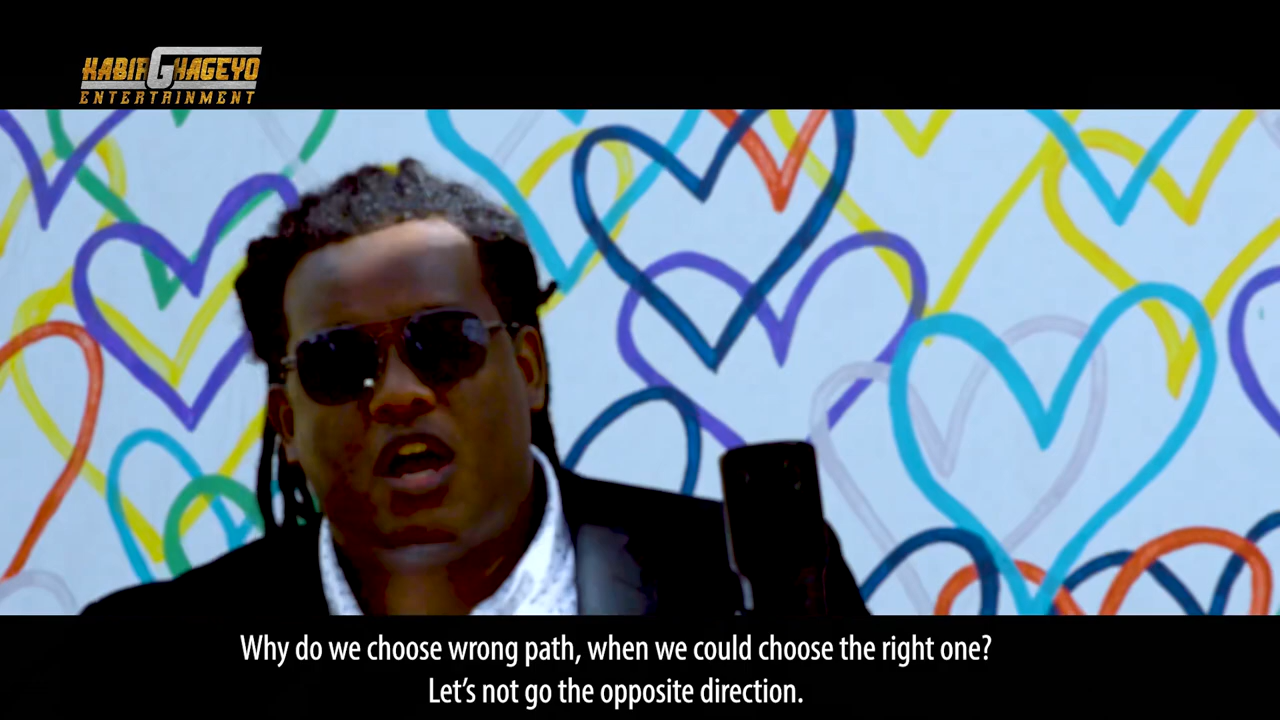 KABIR GHAGEYO
ENTERTAINMENT
Why do we choose wrong path, when we could choose the right one?
Let's not go the opposite direction.